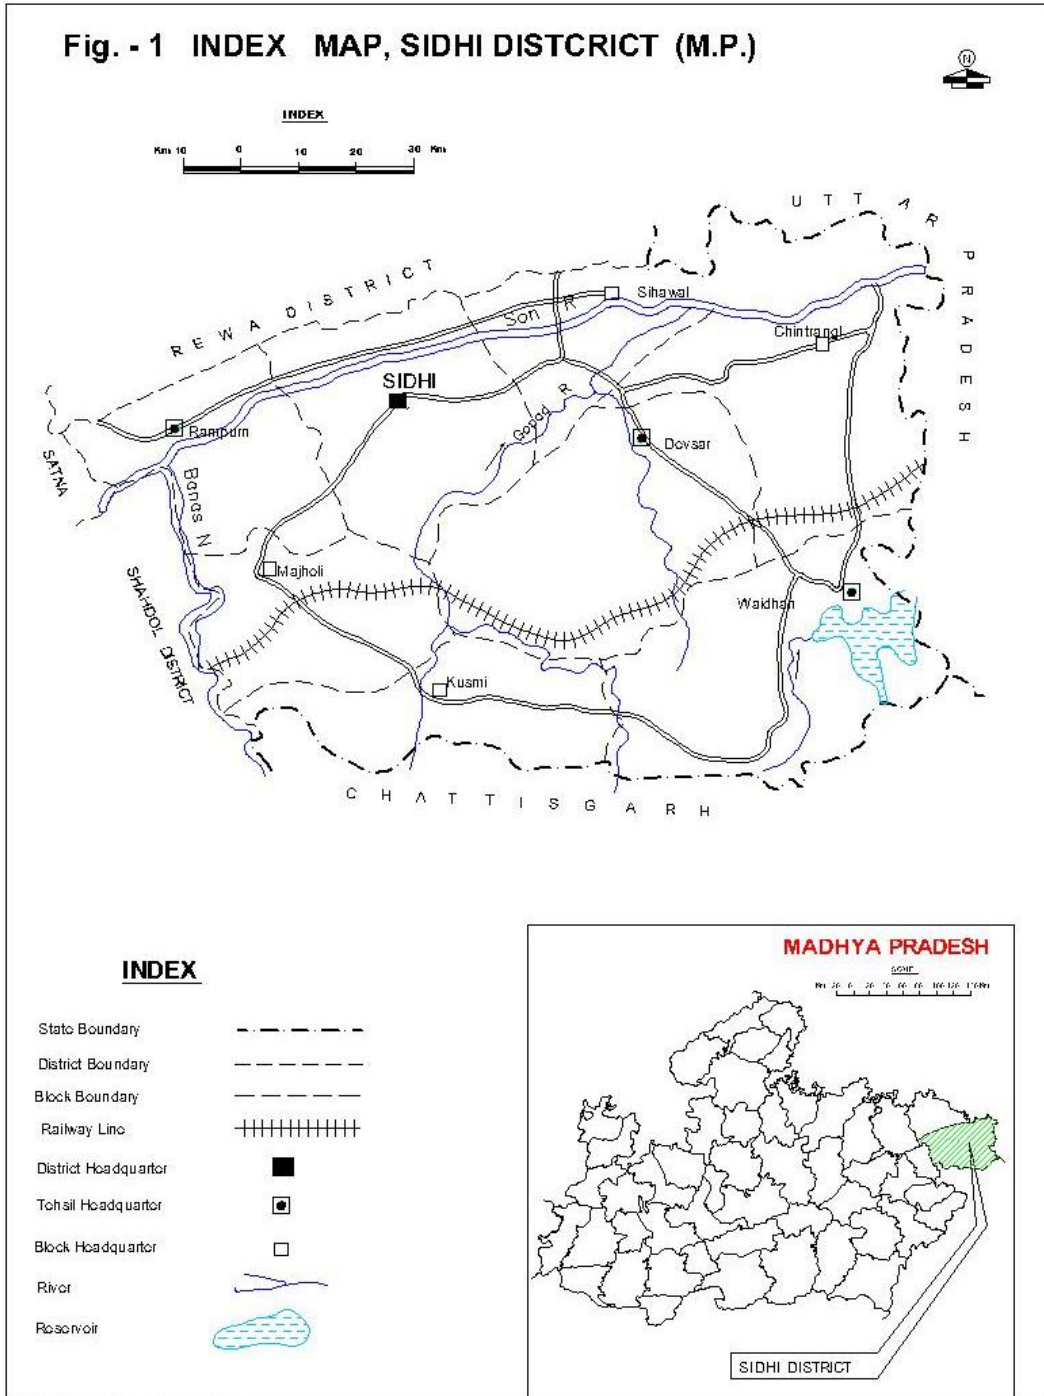 Fig. - 1 INDEX MAP, SIDHI DISTCRICT (M.P.)
N
INDEX
Km 10 0 10 20 30 Km
UTTAR PRADESH
REWA DISTRICT
Sihawal
Son R
Chintrangi
SIDHI
Gopad R
Rampurn
Devsar
SATNA
Banas N
Majholi
Waidhan
SHAHDOL DISTRICT
Kusmi
CHATTISGARH
MADHYA PRADESH
SCALE
INDEX
State Boundary
District Boundary
Block Boundary
Railway Line
District Headquarter
Tehsil Headquarter
Block Headquarter
River
Reservoir
SIDHI DISTRICT